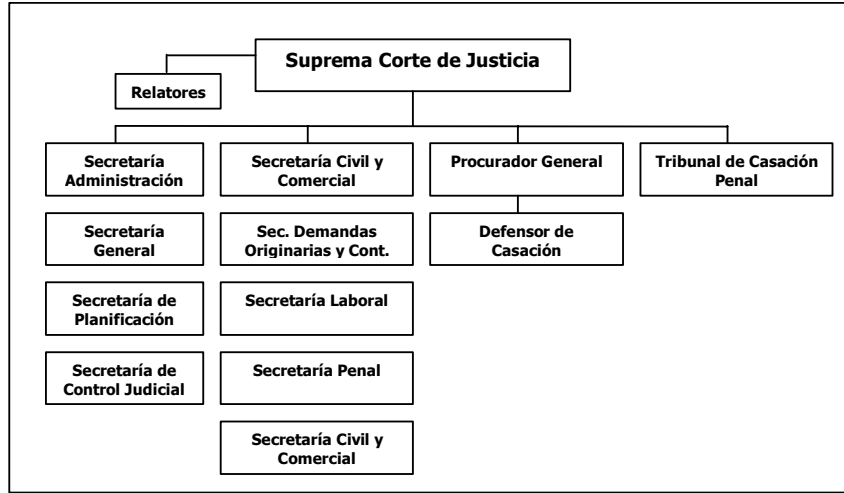 Suprema Corte de Justicia
Relatores
Secretaría
Administración
Secretaría Civil y
Comercial
Procurador General
Tribunal de Casación
Penal
Secretaría
General
Sec. Demandas
Originarias y Cont.
Defensor de
Casación
Secretaría de
Planificación
Secretaría Laboral
Secretaría de
Control Judicial
Secretaría Penal
Secretaría Civil y
Comercial